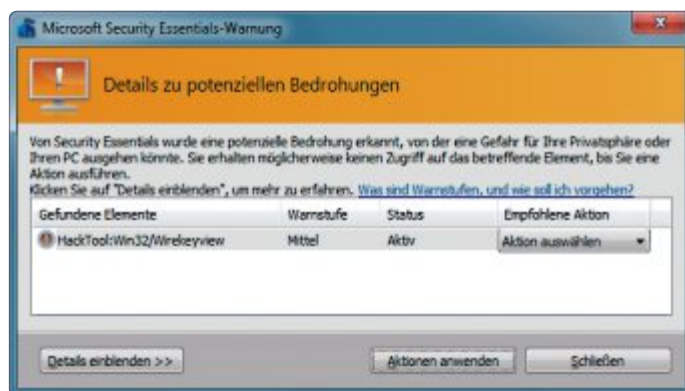 Microsoft Security Essentials-Warnung
Details zu potenziellen Bedrohungen
Von Security Essentials wurde eine potenzielle Bedrohung erkannt, von der eine Gefahr für Ihre Privatsphäre oder
Ihren PC ausgehen könnte. Sie erhalten möglicherweise keinen Zugriff auf das betreffende Element, bis Sie eine
Aktion ausführen.
Klicken Sie auf "Details einblenden", um mehr zu erfahren. Was sind Warnstufen, und wie soll ich vorgehen?
Gefundene Elemente Warnstufe Status Empfohlene Aktion
HackTool:Win32/Wirekeyview Mittel Aktiv Aktion auswählen
Details einblenden >> Aktionen anwenden Schließen